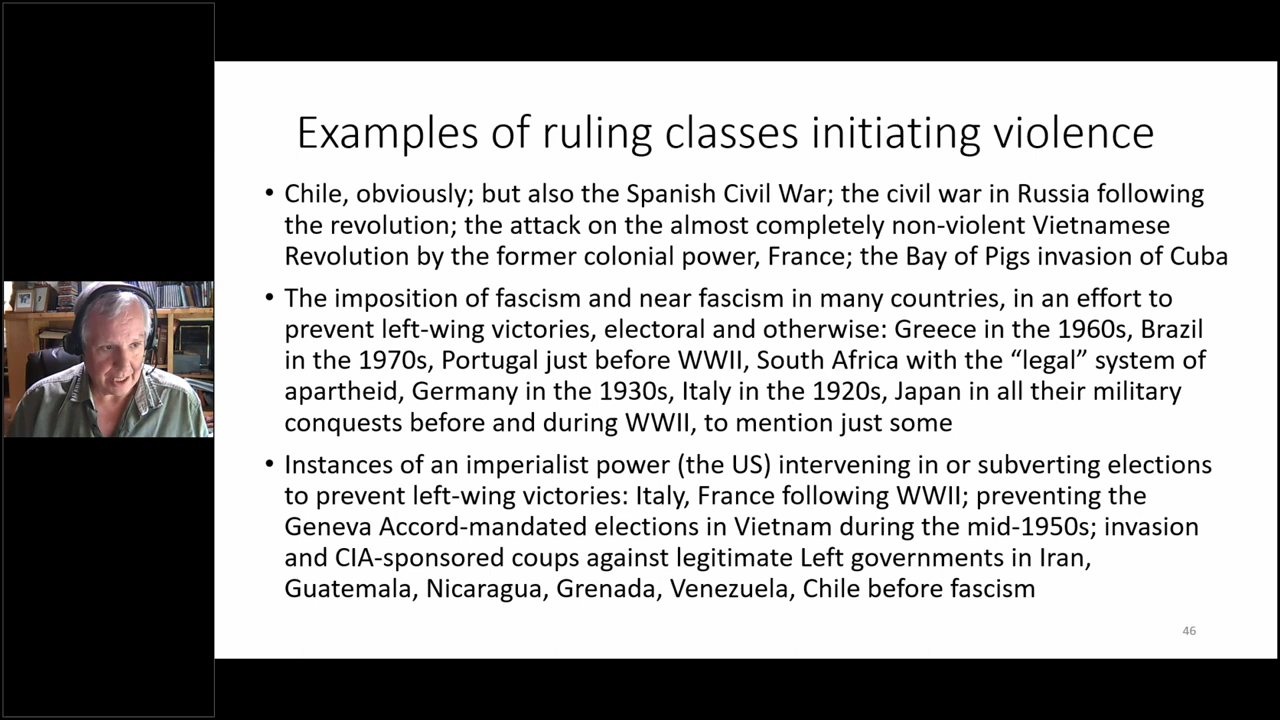 Examples of ruling classes initiating violence
• Chile, obviously; but also the Spanish Civil War; the civil war in Russia following
the revolution; the attack on the almost completely non-violent Vietnamese
Revolution by the former colonial power, France; the Bay of Pigs invasion of Cuba
• The imposition of fascism and near fascism in many countries, in an effort to
prevent left-wing victories, electoral and otherwise: Greece in the 1960s, Brazil
in the 1970s, Portugal just before WWII, South Africa with the “legal” system of
apartheid, Germany in the 1930s, Italy in the 1920s, Japan in all their military
conquests before and during WWII, to mention just some
• Instances of an imperialist power (the US) intervening in or subverting elections
to prevent left-wing victories: Italy, France following WWII; preventing the
Geneva Accord-mandated elections in Vietnam during the mid-1950s; invasion
and CIA-sponsored coups against legitimate Left governments in Iran,
Guatemala, Nicaragua, Grenada, Venezuela, Chile before fascism
46